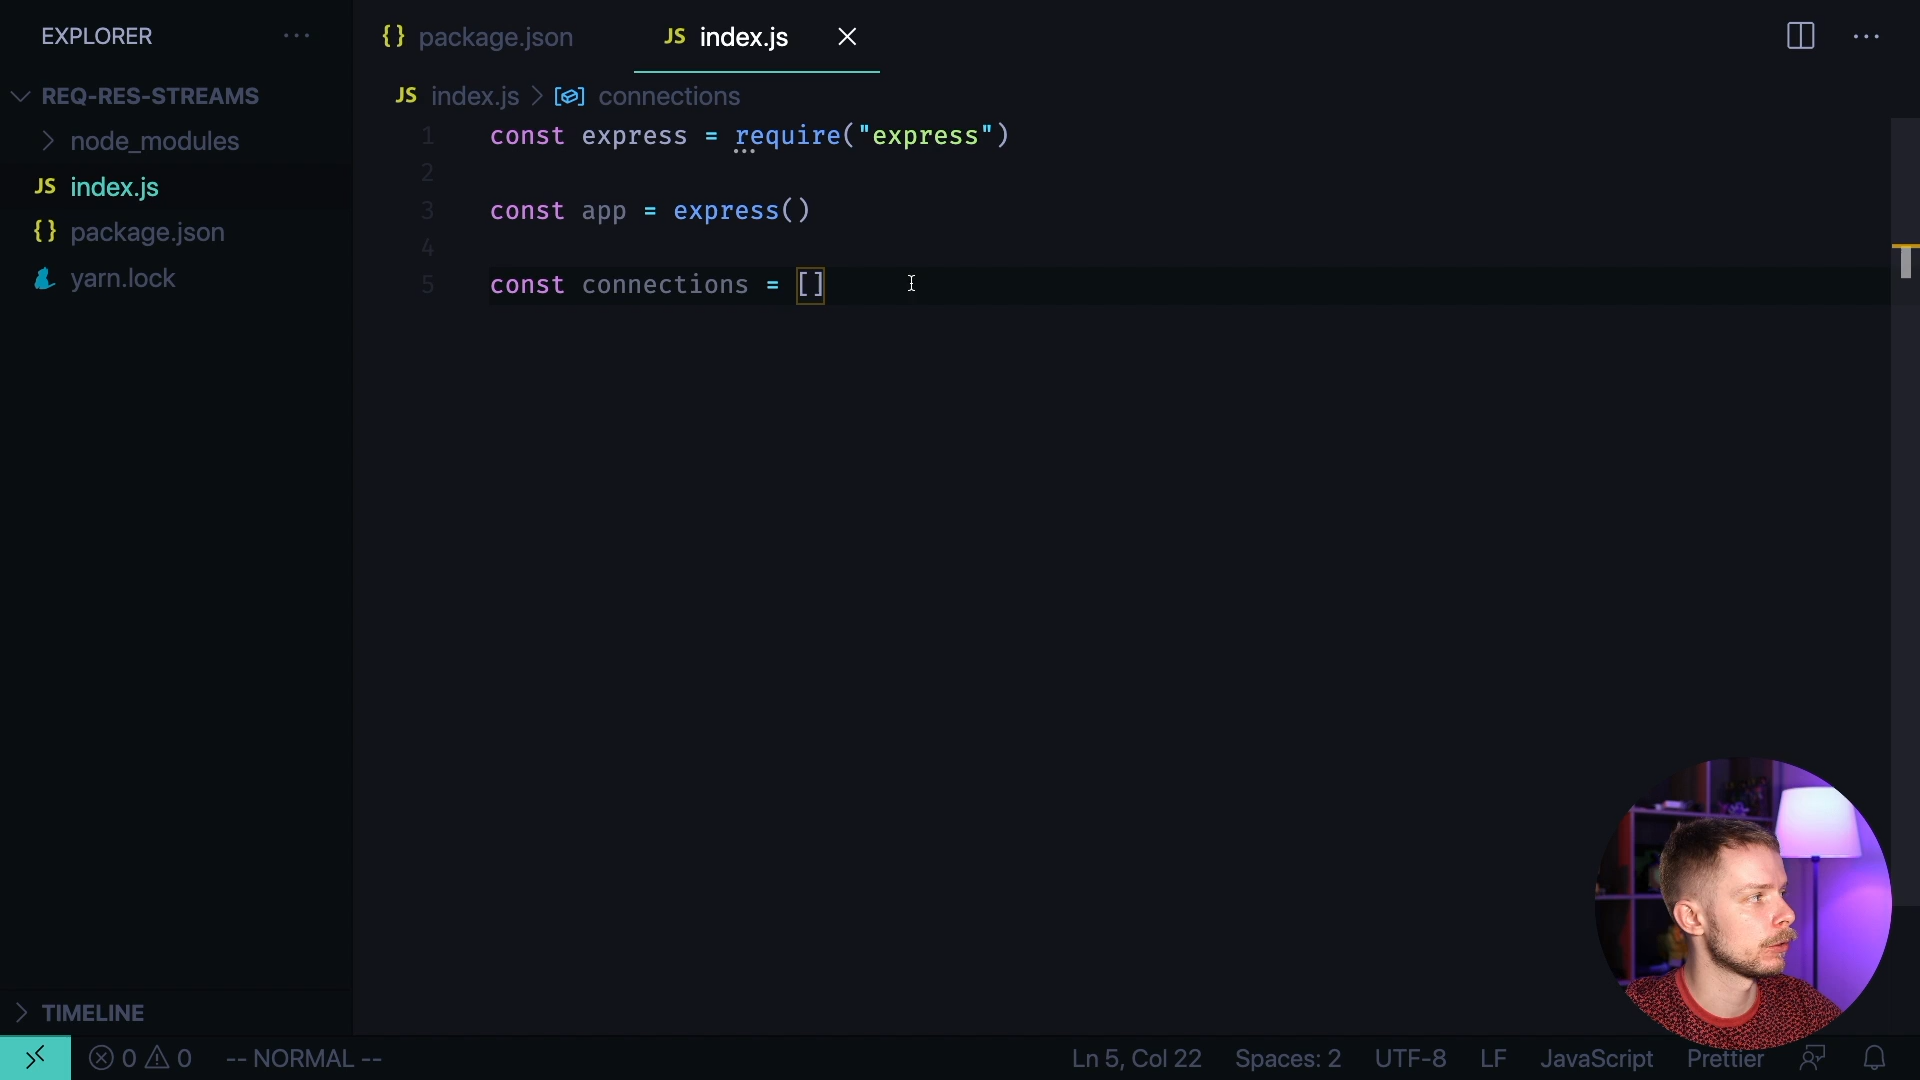 EXPLORER
REQ-RES-STREAMS
node_modules
JS index.js
{} package.json
yarn.lock
TIMELINE
{} package.json
JS index.js
JS index.js > connections
1 const express = require("express")
2
3 const app = express()
4
5 const connections = []
0 0 -- NORMAL --
Ln 5, Col 22 Spaces: 2 UTF-8 LF JavaScript Prettier